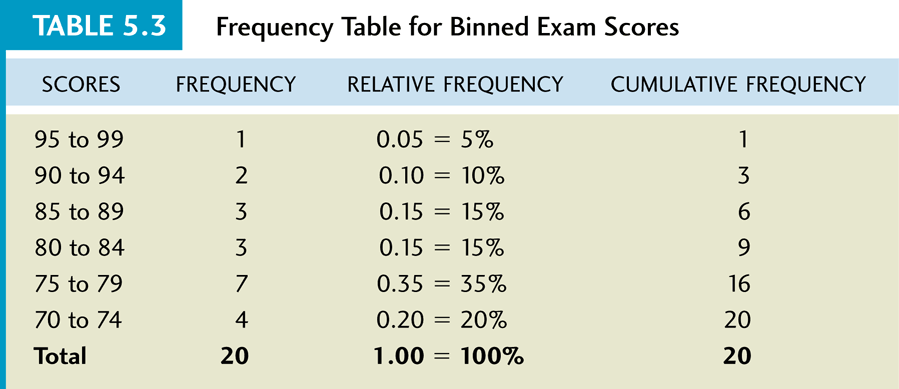 TABLE 5.3 Frequency Table for Binned Exam Scores
SCORES FREQUENCY RELATIVE FREQUENCY CUMULATIVE FREQUENCY
95 to 99 1 0.05 = 5% 1
90 to 94 2 0.10 = 10% 3
85 to 89 3 0.15 = 15% 6
80 to 84 3 0.15 = 15% 9
75 to 79 7 0.35 = 35% 16
70 to 74 4 0.20 = 20% 20
Total 20 1.00 = 100% 20